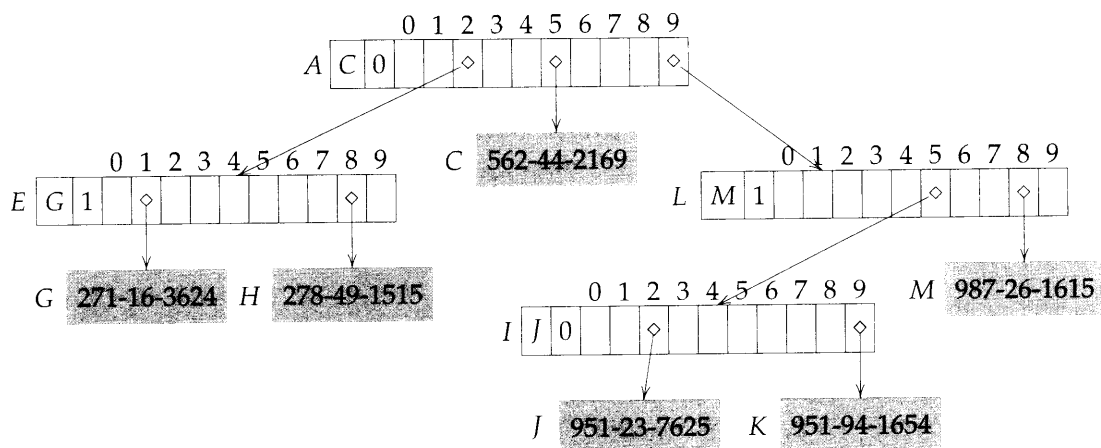 0 1 2 3 4 5 6 7 8 9
A C 0
0 1 2 3 4 5 6 7 8 9
E G 1
C 562-44-2169
0 1 2 3 4 5 6 7 8 9
L M 1
G 271-16-3624
H 278-49-1515
0 1 2 3 4 5 6 7 8 9
I J 0
M 987-26-1615
J 951-23-7625
K 951-94-1654